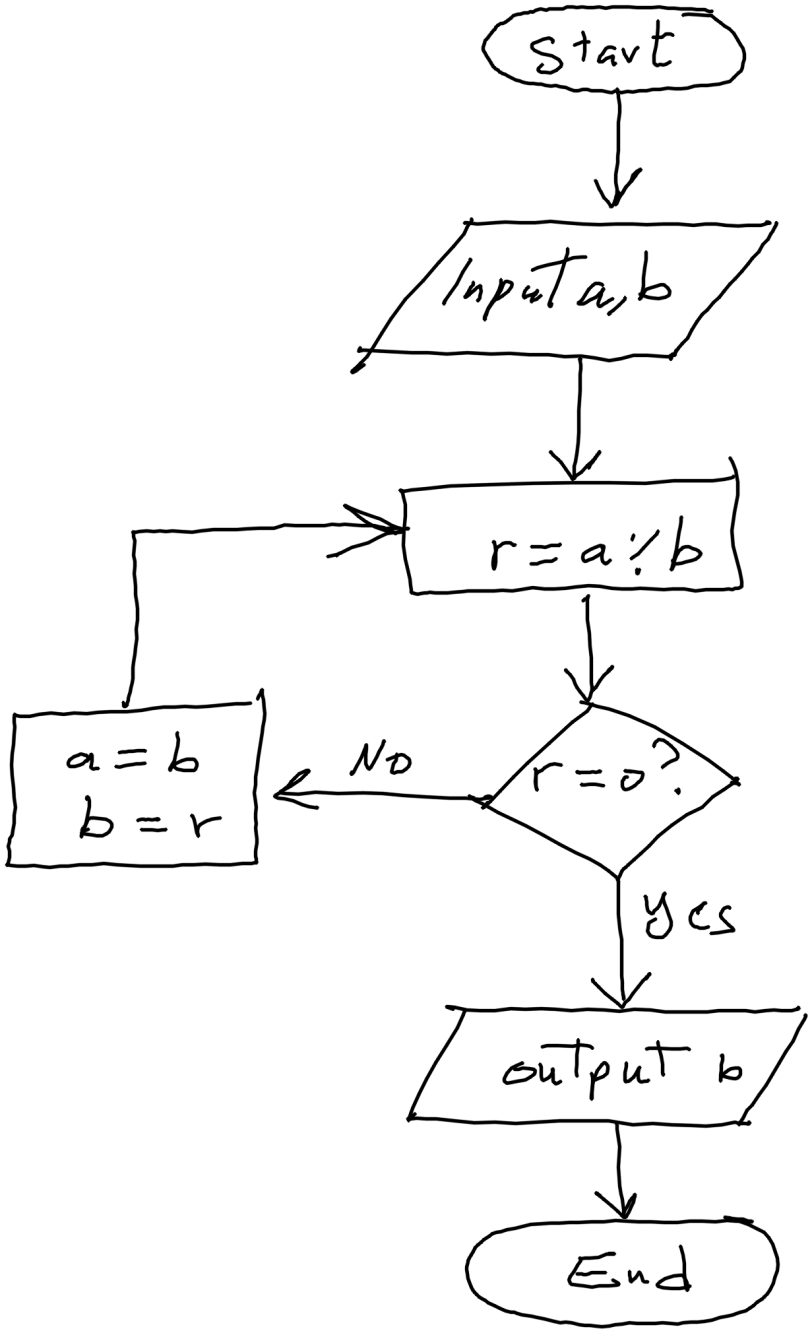 Start
Input a, b
r = a % b
r = 0?
No
a = b
b = r
yes
output b
End